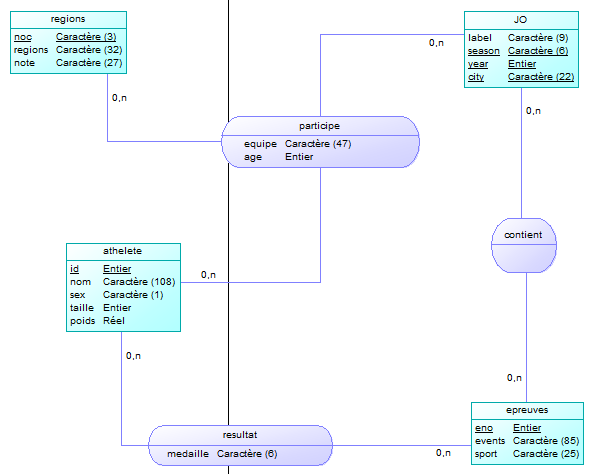 regions
noc Caractère (3)
regions Caractère (32)
note Caractère (27)
0,n
JO
label Caractère (9)
season Caractère (6)
year Entier
city Caractère (22)
0,n
0,n
participe
equipe Caractère (47)
age Entier
contient
athelete
id Entier
nom Caractère (108)
sex Caractère (1)
taille Entier
poids Réel
0,n
0,n
0,n
epreuves
eno Entier
events Caractère (85)
sport Caractère (25)
resultat
medaille Caractère (6)
0,n